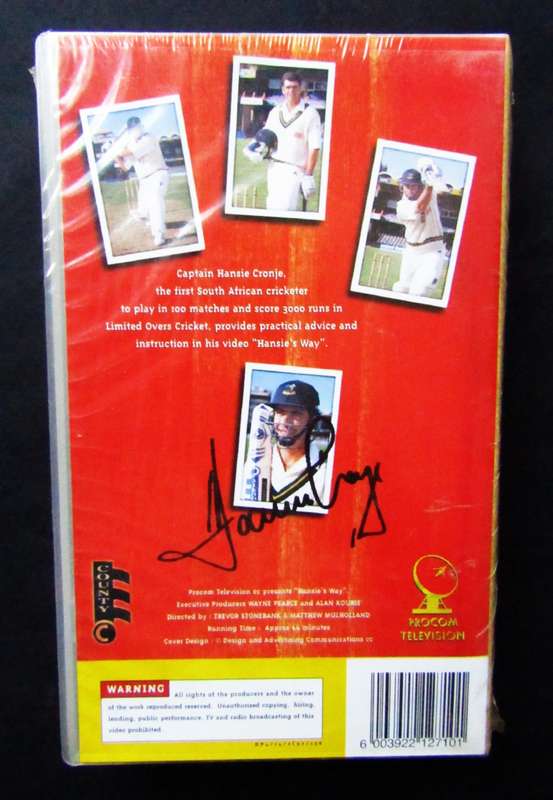 Captain Hansie Cronje,
the first South African cricketer
to play in 100 matches and score 3000 runs in
Limited Overs Cricket, provides practical advice and
instruction in his video "Hansie's Way".
Hansie Cronje
COUNTY
C
Procom Television cc presents "Hansie's Way".
Executive Producers WAYNE PEARCE and ALAN KOURIE
Directed by : TREVOR STONEBANK & MATTHEW MULHOLLAND
Running Time : Approx 44 minutes
Cover Design : © Design and Advertising Communications cc
PROCOM
TELEVISION
WARNING All rights of the producers and the owner
of the work reproduced reserved. Unauthorised copying, hiring,
lending, public performance, TV and radio broadcasting of this
video prohibited.
6 003922 127101